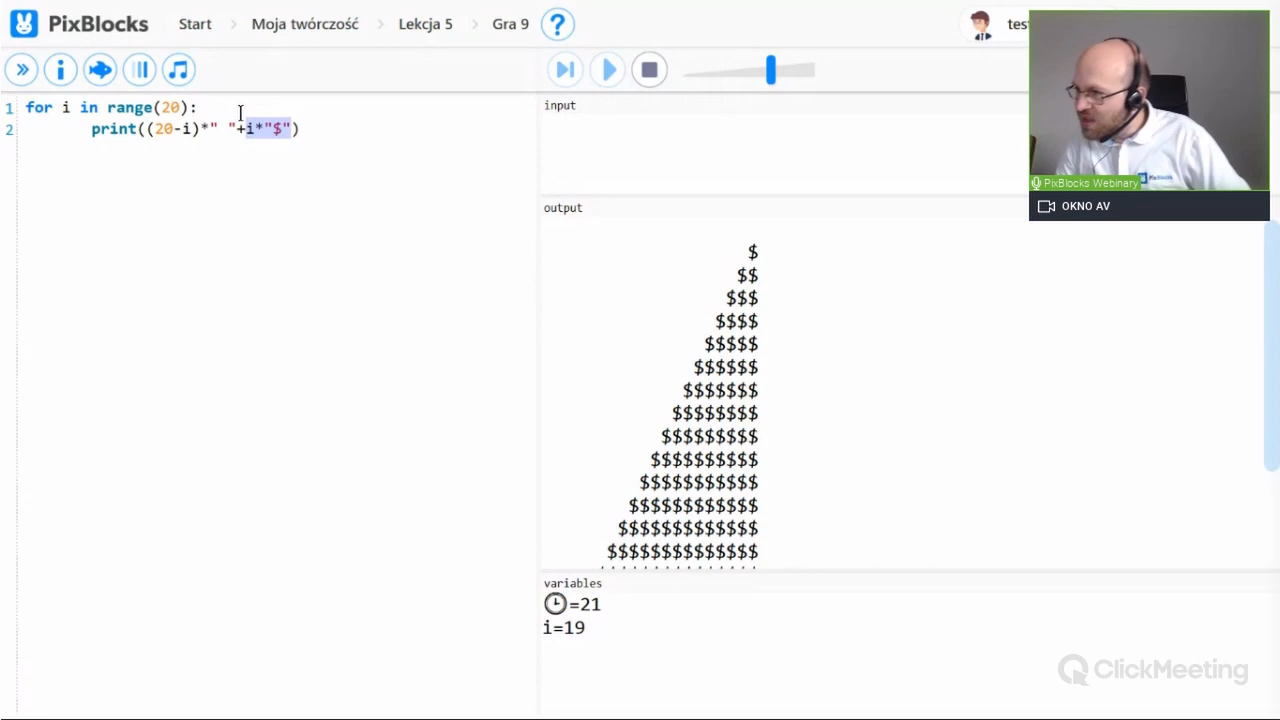 PixBlocks Start Moja twórczość Lekcja 5 Gra 9 ? tes
1 for i in range(20):
2 print((20-i)*" "+i*"$")
input
output
$
$$
$$$
$$$$
$$$$$
$$$$$$
$$$$$$$
$$$$$$$$
$$$$$$$$$
$$$$$$$$$$
$$$$$$$$$$$
$$$$$$$$$$$$
$$$$$$$$$$$$$
$$$$$$$$$$$$$$
variables
=21
i=19
PixBlocks
PixBlocks Webinary
OKNO AV
ClickMeeting